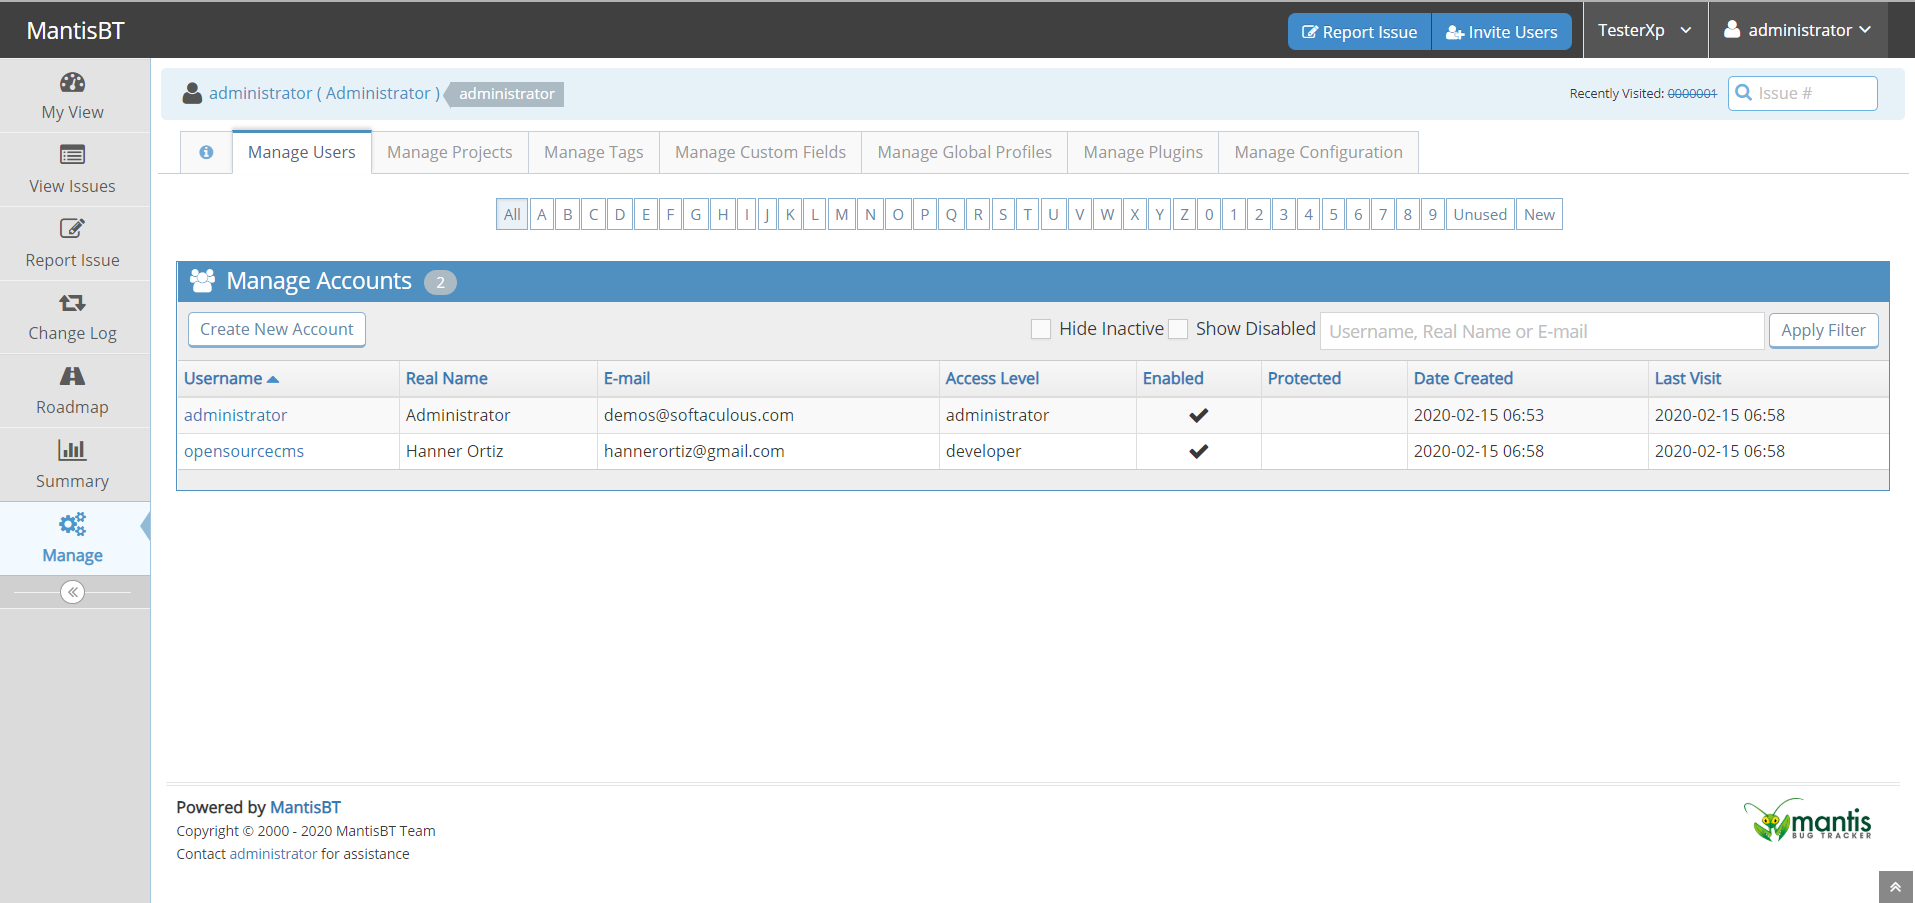 MantisBT
Report Issue Invite Users TesterXp administrator
My View
View Issues
Report Issue
Change Log
Roadmap
Summary
Manage
administrator ( Administrator ) administrator
Recently Visited: 0000001 Issue #
Manage Users Manage Projects Manage Tags Manage Custom Fields Manage Global Profiles Manage Plugins Manage Configuration
All A B C D E F G H I J K L M N O P Q R S T U V W X Y Z 0 1 2 3 4 5 6 7 8 9 Unused New
Manage Accounts 2
Create New Account Hide Inactive Show Disabled Username, Real Name or E-mail Apply Filter
Username Real Name E-mail Access Level Enabled Protected Date Created Last Visit
administrator Administrator demos@softaculous.com administrator 2020-02-15 06:53 2020-02-15 06:58
opensourcecms Hanner Ortiz hannerortiz@gmail.com developer 2020-02-15 06:58 2020-02-15 06:58
Powered by MantisBT
Copyright © 2000 - 2020 MantisBT Team
Contact administrator for assistance
mantis
BUG TRACKER